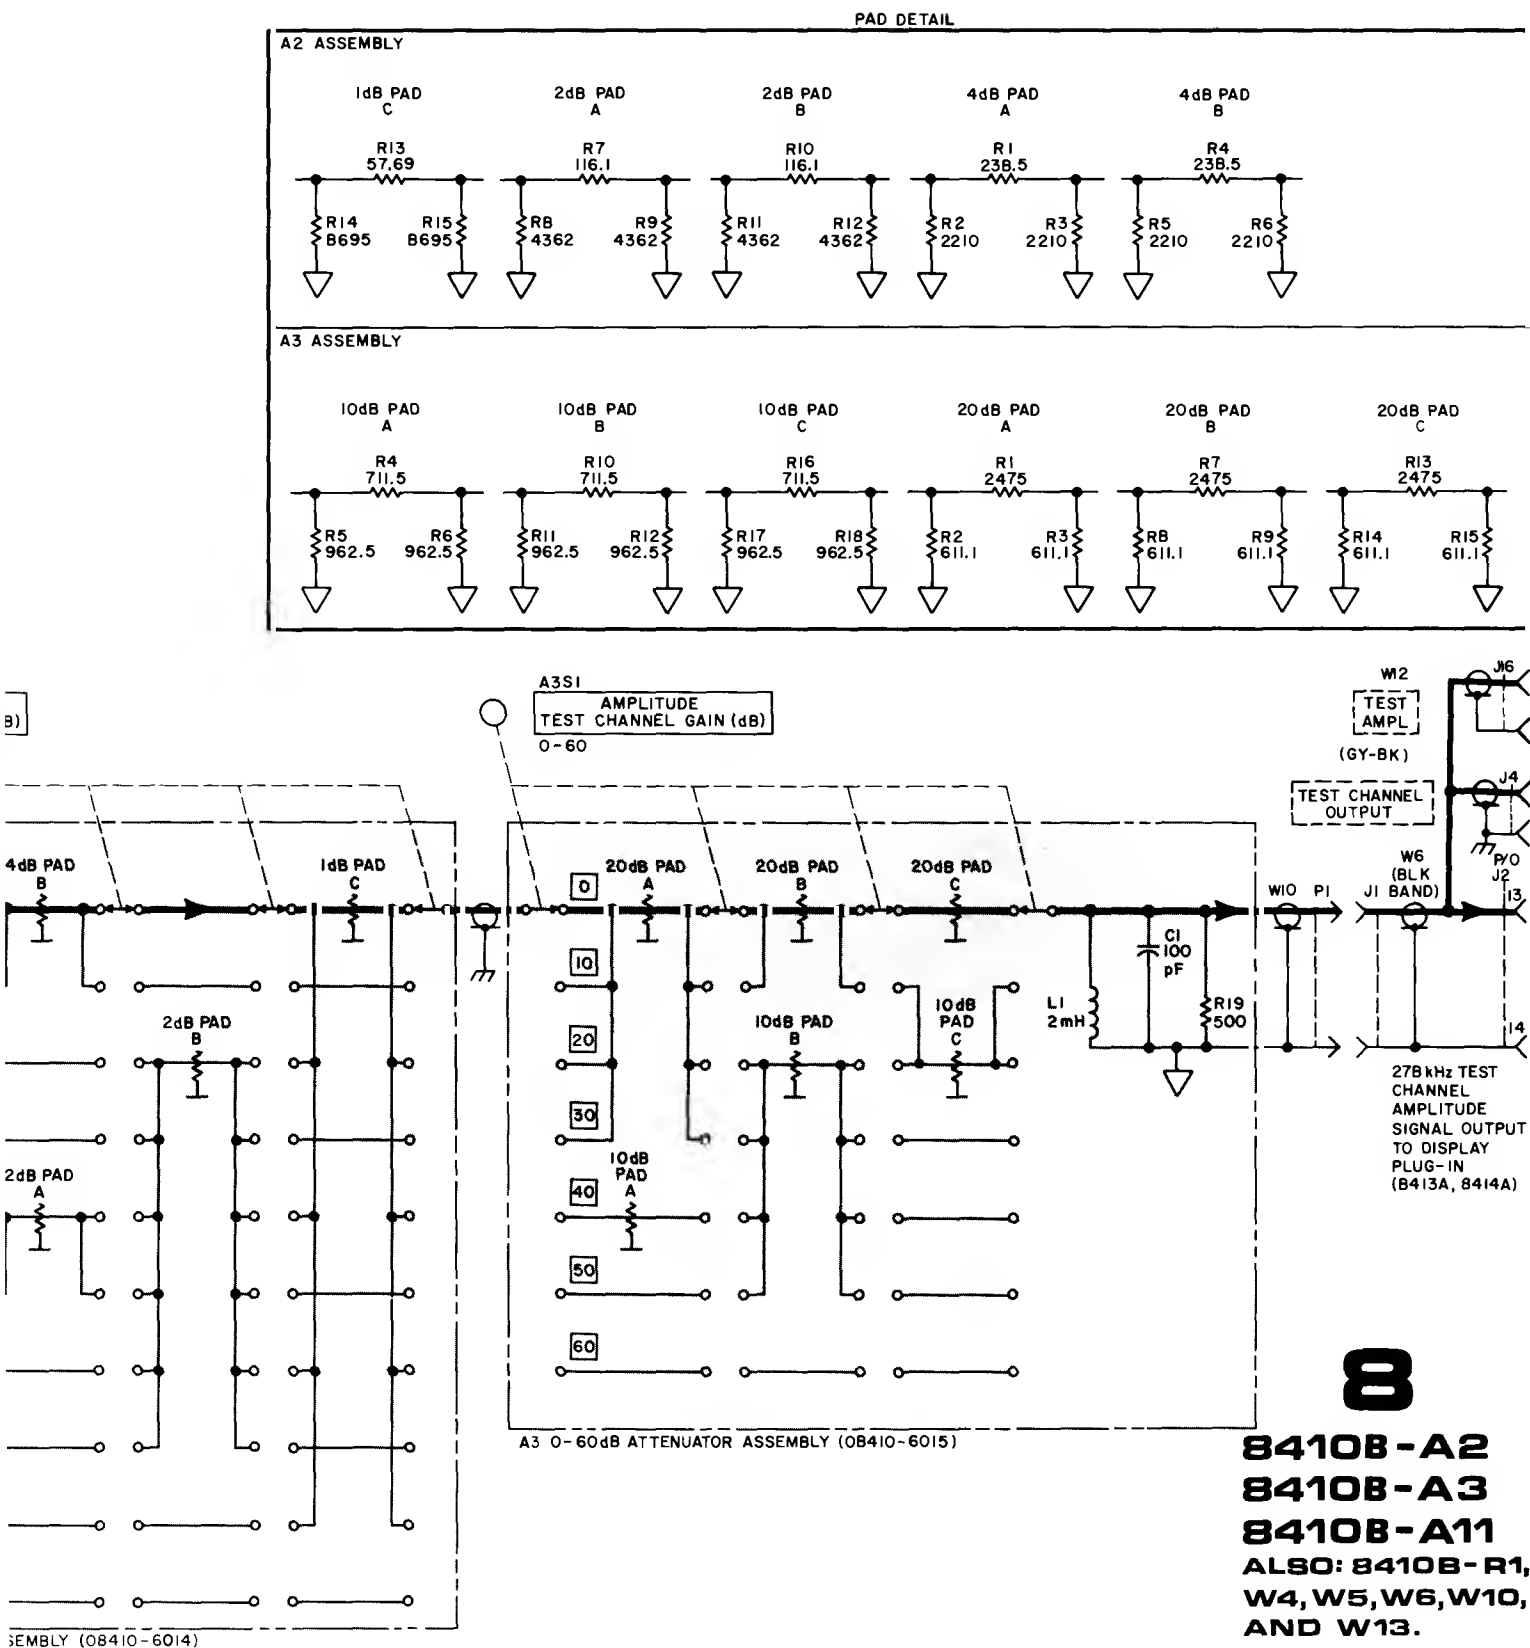 PAD DETAIL
A2 ASSEMBLY
1dB PAD
C
2dB PAD
A
2dB PAD
B
4dB PAD
A
4dB PAD
B
R13
57.69
R7
116.1
R10
116.1
R1
238.5
R4
238.5
R14
8695
R15
8695
R8
4362
R9
4362
R11
4362
R12
4362
R2
2210
R3
2210
R5
2210
R6
2210
A3 ASSEMBLY
10dB PAD
A
10dB PAD
B
10dB PAD
C
20dB PAD
A
20dB PAD
B
20dB PAD
C
R4
711.5
R10
711.5
R16
711.5
R1
2475
R7
2475
R13
2475
R5
962.5
R6
962.5
R11
962.5
R12
962.5
R17
962.5
R18
962.5
R2
611.1
R3
611.1
R8
611.1
R9
611.1
R14
611.1
R15
611.1
B)
A3S1
AMPLITUDE
TEST CHANNEL GAIN (dB)
0-60
W12
J16
TEST
AMPL
(GY-BK)
J4
TEST CHANNEL
OUTPUT
4dB PAD
B
1dB PAD
C
0
20dB PAD
A
20dB PAD
B
20dB PAD
C
W10
P1
J1
W6
(BLK
BAND)
P/O
J2
13
10
C1
100
pF
L1
2mH
R19
500
2dB PAD
B
20
10dB PAD
B
10dB
PAD
C
14
278kHz TEST
CHANNEL
AMPLITUDE
SIGNAL OUTPUT
TO DISPLAY
PLUG-IN
(8413A, 8414A)
30
2dB PAD
A
40
10dB
PAD
A
50
60
A3 0-60dB ATTENUATOR ASSEMBLY (08410-6015)
8
8410B-A2
8410B-A3
8410B-A11
ALSO: 8410B-R1,
W4, W5, W6, W10,
AND W13.
SEMBLY (08410-6014)